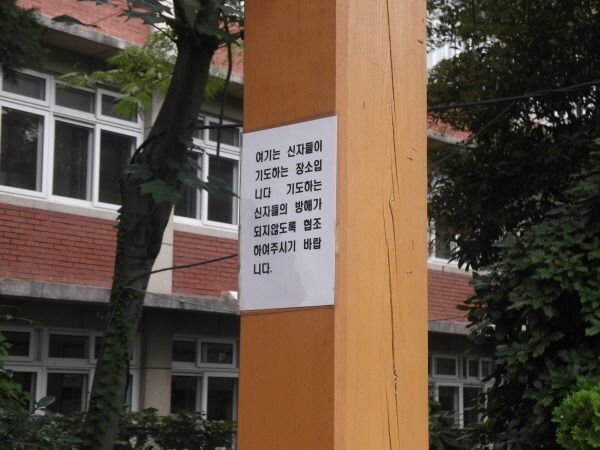 여기는 신자들이
기도하는 장소입
니다 기도하는
신자들의 방해가
되지않도록 협조
하여주시기 바랍
니다.